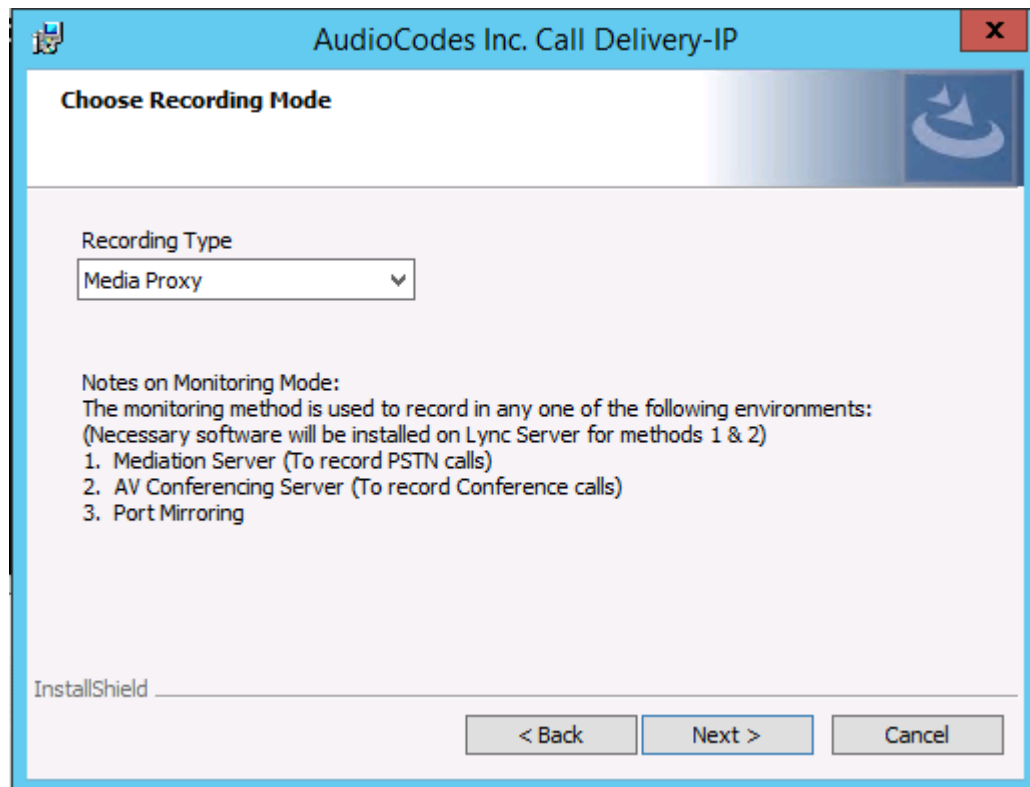 AudioCodes Inc. Call Delivery-IP
x
Choose Recording Mode
Recording Type
Media Proxy
Notes on Monitoring Mode:
The monitoring method is used to record in any one of the following environments:
(Necessary software will be installed on Lync Server for methods 1 & 2)
1. Mediation Server (To record PSTN calls)
2. AV Conferencing Server (To record Conference calls)
3. Port Mirroring
InstallShield
< Back
Next >
Cancel